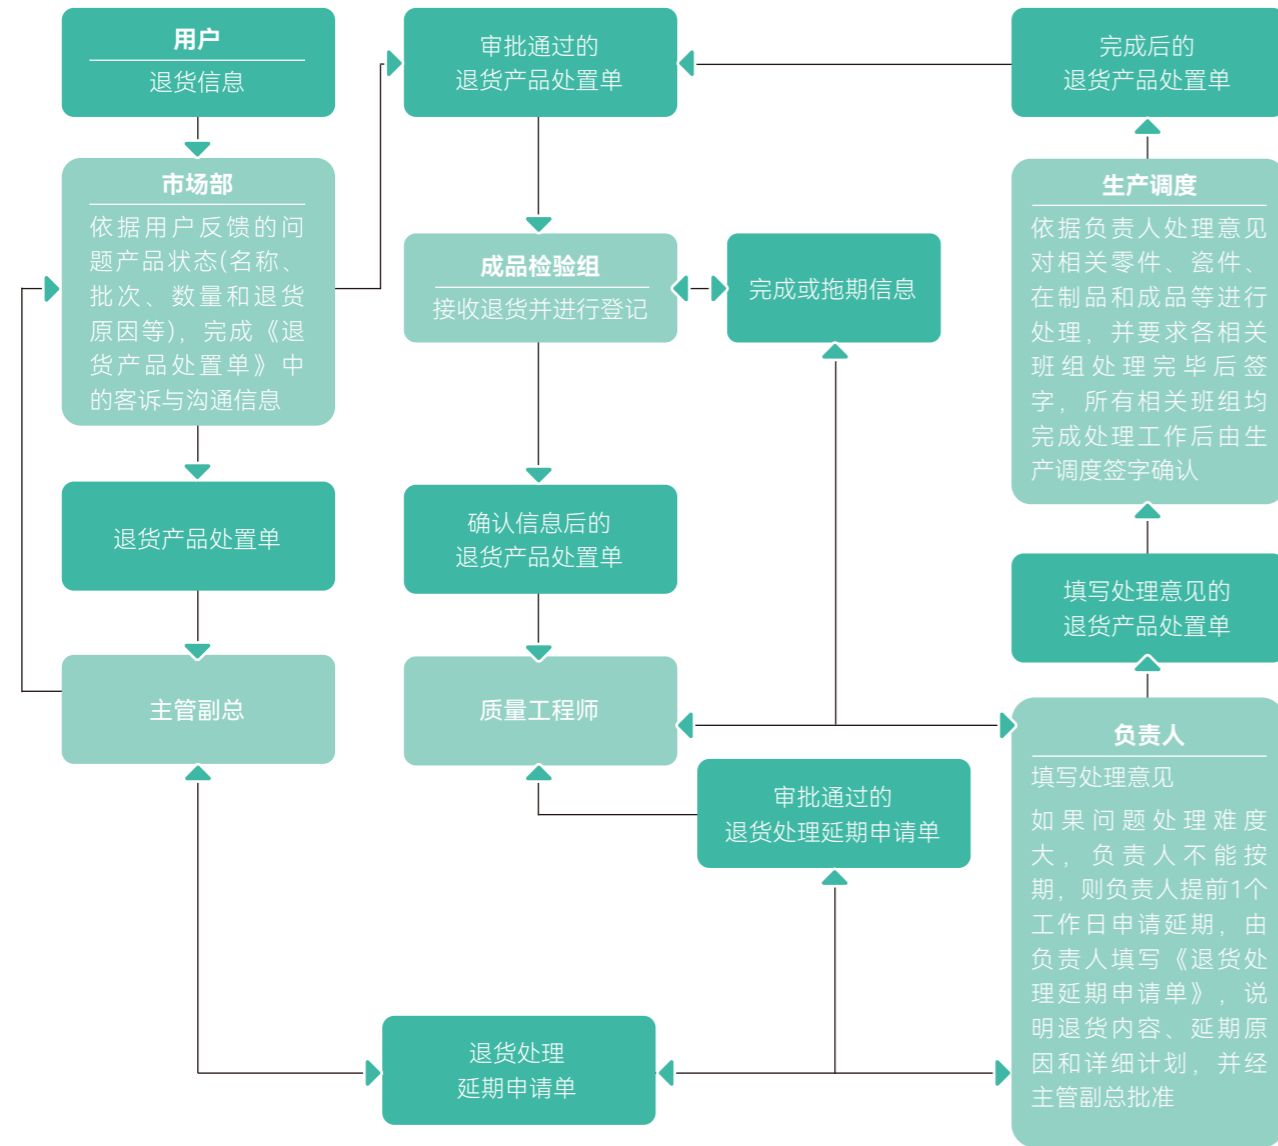 用户
退货信息
市场部
依据用户反馈的问
题产品状态(名称、
批次、数量和退货
原因等)，完成《退
货产品处置单》中
的客诉与沟通信息
退货产品处置单
主管副总
审批通过的
退货产品处置单
成品检验组
接收退货并进行登记
完成或拖期信息
确认信息后的
退货产品处置单
质量工程师
审批通过的
退货处理延期申请单
退货处理
延期申请单
完成后的
退货产品处置单
生产调度
依据负责人处理意见
对相关零件、瓷件、
在制品和成品等进行
处理，并要求各相关
班组处理完毕后签
字，所有相关班组均
完成处理工作后由生
产调度签字确认
填写处理意见的
退货产品处置单
负责人
填写处理意见
如果问题处理难度
大，负责人不能按
期，则负责人提前1个
工作日申请延期，由
负责人填写《退货处
理延期申请单》，说
明退货内容、延期原
因和详细计划，并经
主管副总批准